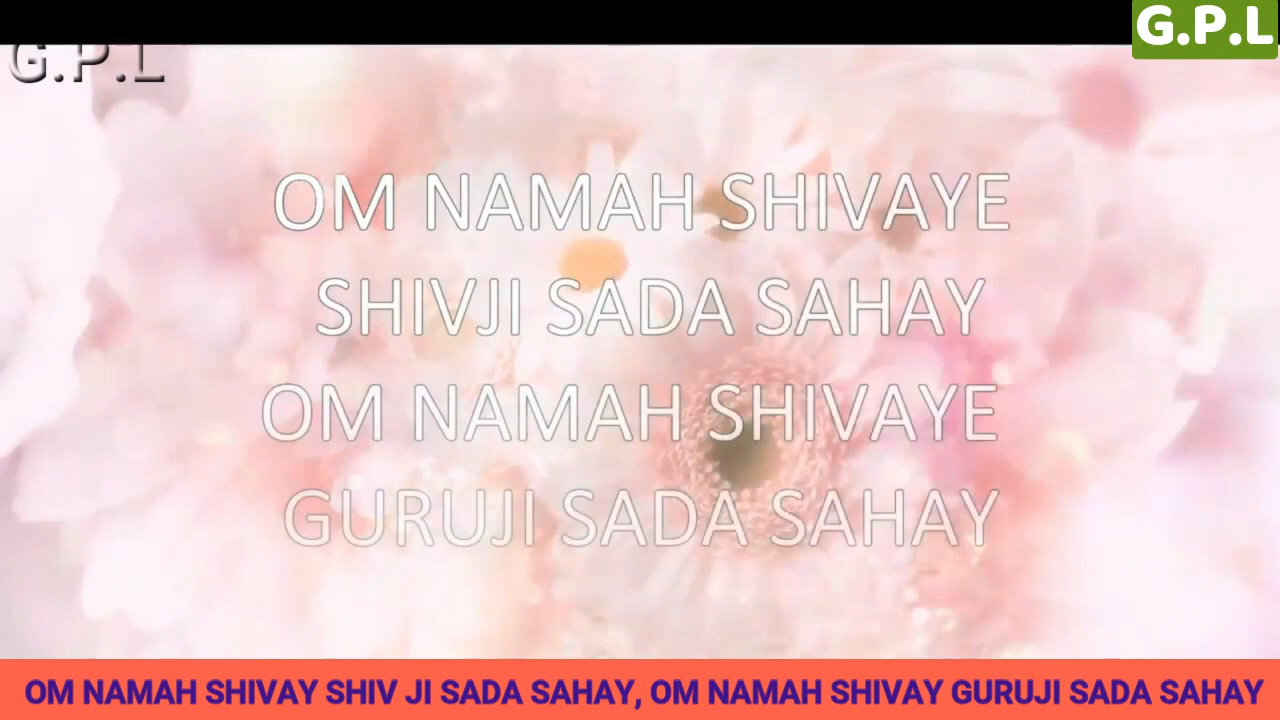 G.P.L
G.P.L
OM NAMAH SHIVAYE
SHIVJI SADA SAHAY
OM NAMAH SHIVAYE
GURUJI SADA SAHAY
OM NAMAH SHIVAY SHIV JI SADA SAHAY, OM NAMAH SHIVAY GURUJI SADA SAHAY